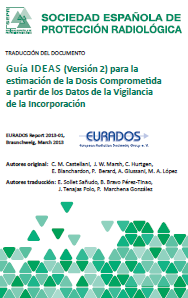 SOCIEDAD ESPAÑOLA DE
PROTECCIÓN RADIOLÓGICA
TRADUCCIÓN DEL DOCUMENTO
Guía IDEAS (Versión 2) para la
estimación de la Dosis Comprometida
a partir de los Datos de la Vigilancia
de la Incorporación
EURADOS Report 2013-01,
Braunschweig, March 2013
EURADOS
European Radiation Dosimetry Group e. V.
Autores original: C. M. Castellani, J. W. Marsh, C. Hurtgen,
E. Blanchardon, P. Berard, A. Giussani, M. A. López
Autores traducción: E. Sollet Sañudo, B. Bravo Pérez-Tinao,
J. Tenajas Polo, P. Marchena González